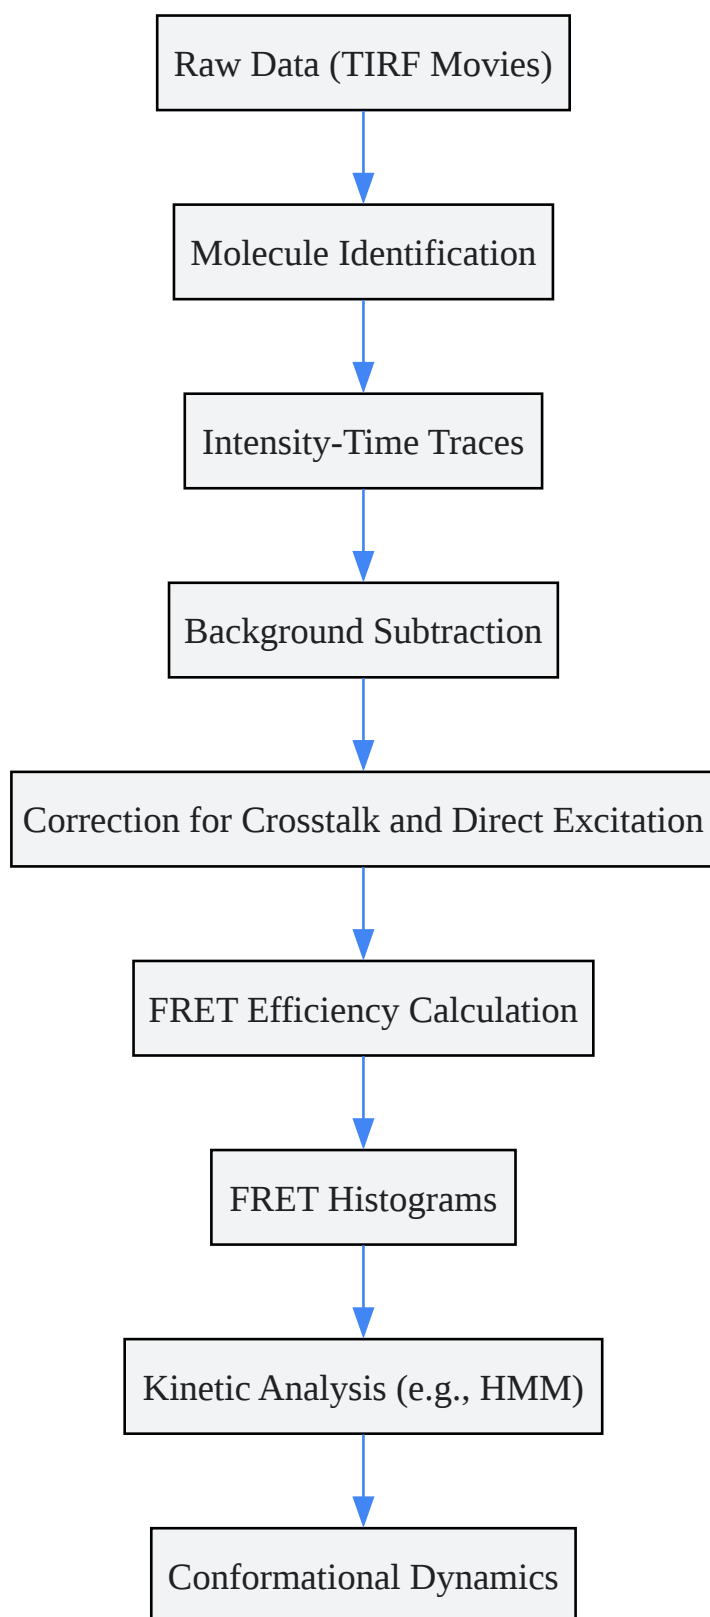 Raw Data (TIRF Movies)
Molecule Identification
Intensity-Time Traces
Background Subtraction
Correction for Crosstalk and Direct Excitation
FRET Efficiency Calculation
FRET Histograms
Kinetic Analysis (e.g., HMM)
Conformational Dynamics